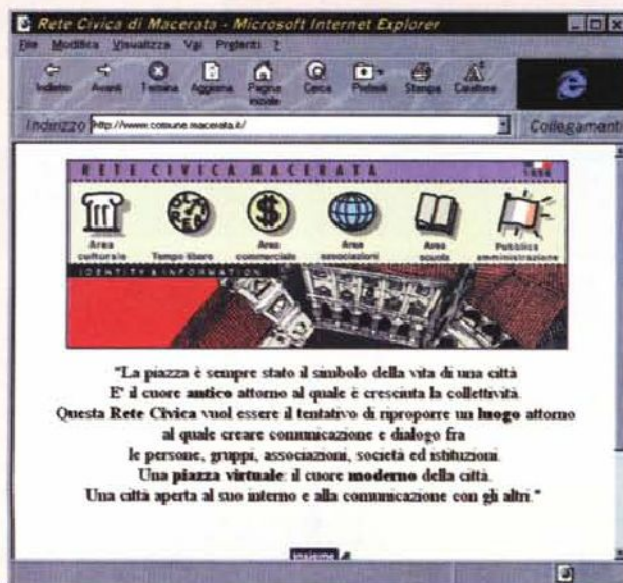 Rete Civica di Macerata - Microsoft Internet Explorer
File Modifica Visualizza Vai Preferiti ?
Indietro Avanti Termina Aggiorna Pagina iniziale Cerca Preferiti Stampa Carattere
Indirizzo http://www.comune.macerata.it/ Collegamenti
RETE CIVICA MACERATA
Area culturale Tempo libero Area commerciale Area associazioni Area scuola Pubblica amministrazione
IDENTITY & INFORMATION
"La piazza è sempre stato il simbolo della vita di una città
E' il cuore antico attorno al quale è cresciuta la collettività.
Questa Rete Civica vuol essere il tentativo di riproporre un luogo attorno
al quale creare comunicazione e dialogo fra
le persone, gruppi, associazioni, società ed istituzioni.
Una piazza virtuale: il cuore moderno della città.
Una città aperta al suo interno e alla comunicazione con gli altri."